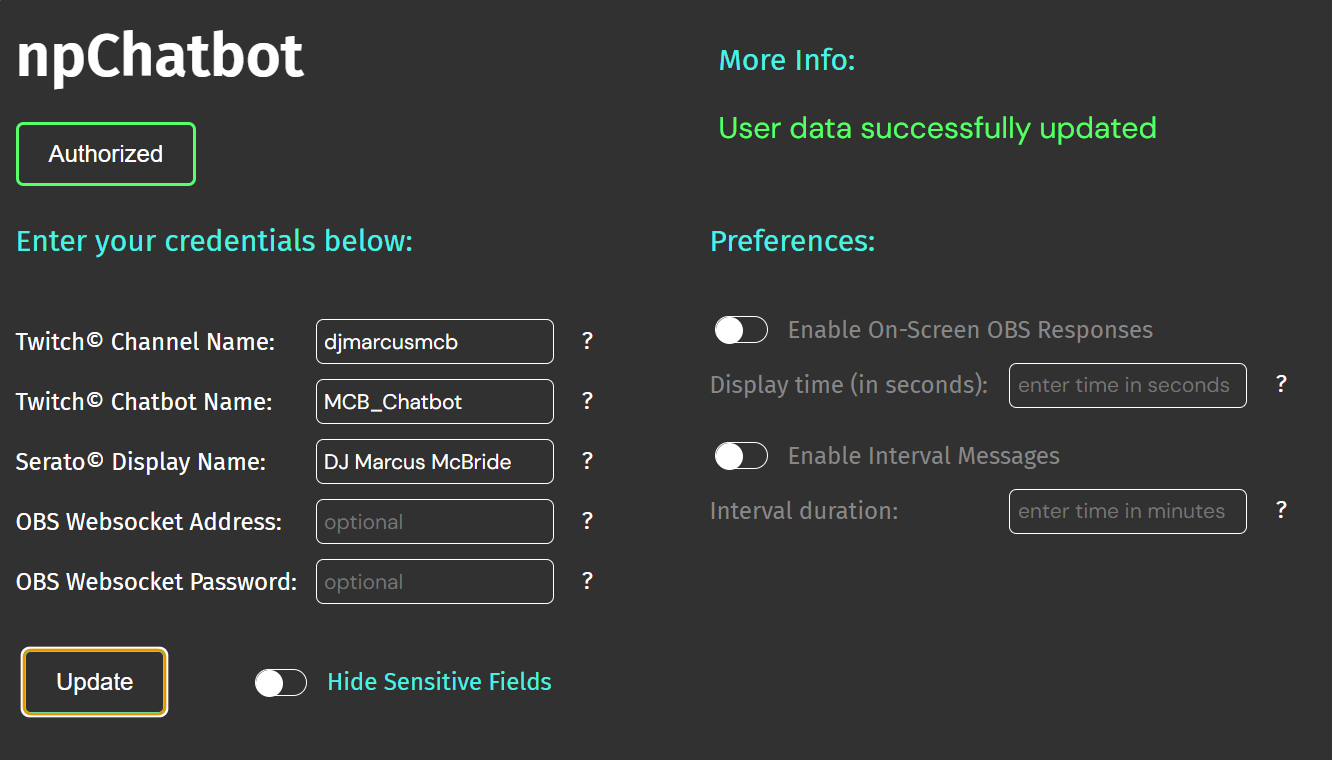 npChatbot
More Info:
User data successfully updated
Authorized
Enter your credentials below:
Preferences:
Twitch© Channel Name: djmarcusmcb ?
Twitch© Chatbot Name: MCB_Chatbot ?
Serato© Display Name: DJ Marcus McBride ?
OBS Websocket Address: optional ?
OBS Websocket Password: optional ?
Enable On-Screen OBS Responses
Display time (in seconds): enter time in seconds ?
Enable Interval Messages
Interval duration: enter time in minutes ?
Update
Hide Sensitive Fields